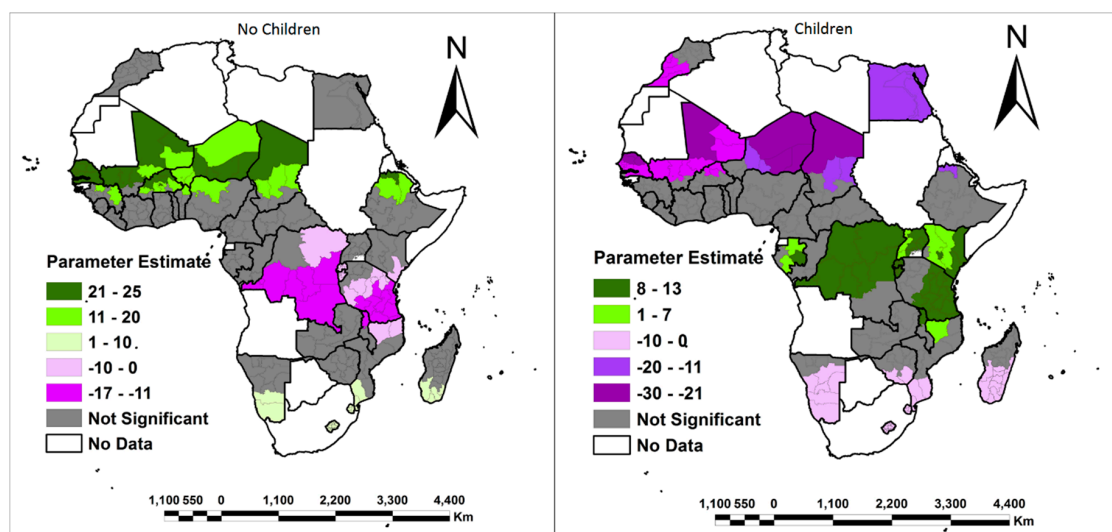 No Children
N
Parameter Estimate
21 - 25
11 - 20
1 - 10
-10 - 0
-17 - -11
Not Significant
No Data
1,100 550 0 1,100 2,200 3,300 4,400
Km
Children
N
Parameter Estimate
8 - 13
1 - 7
-10 - 0
-20 - -11
-30 - -21
Not Significant
No Data
1,100 550 0 1,100 2,200 3,300 4,400
Km